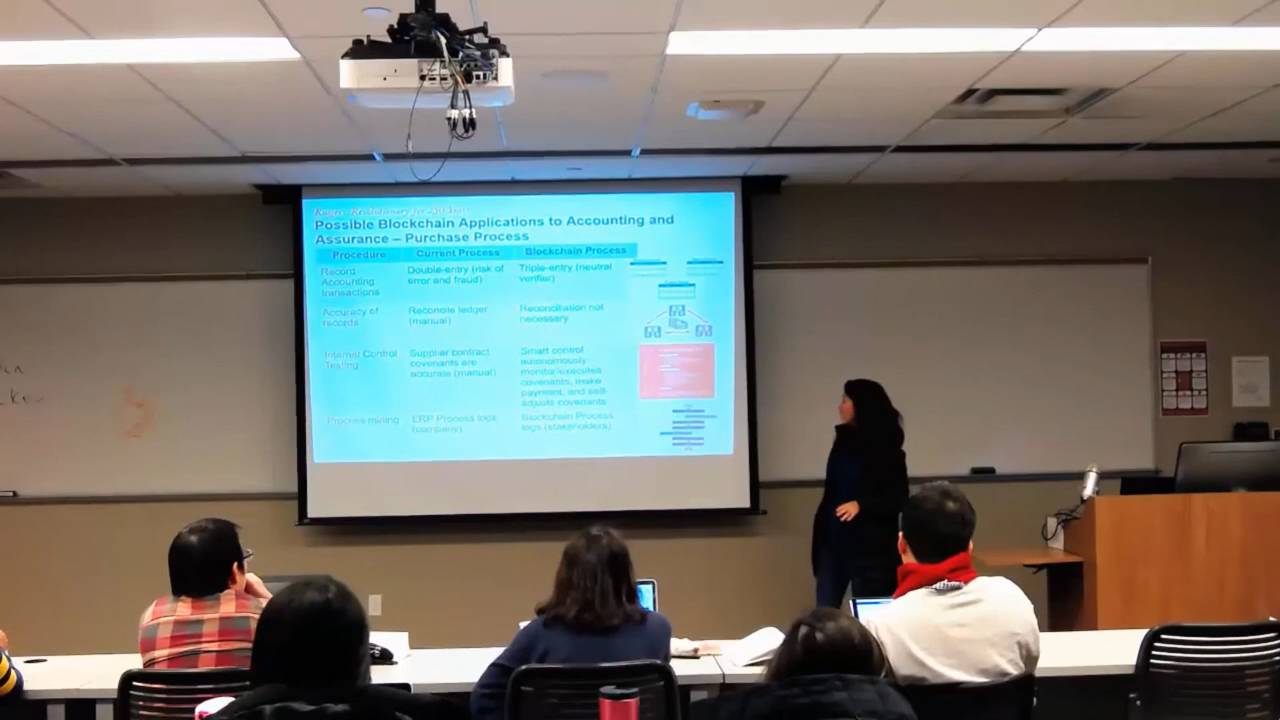 Possible Blockchain Applications to Accounting and
Assurance – Purchase Process
Procedure Current Process Blockchain Process
Record Accounting transactions
Double-entry (risk of error and fraud)
Triple-entry (neutral verifier)
Accuracy of records
Reconcile ledger (manual)
Reconciliation not necessary
Internal Control Testing
Supplier contract covenants are accurate (manual)
Smart control autonomously monitor/executes covenants, make payment, and self-adjusts covenants
Process mining
ERP Process logs (company)
Blockchain Process logs (stakeholders)